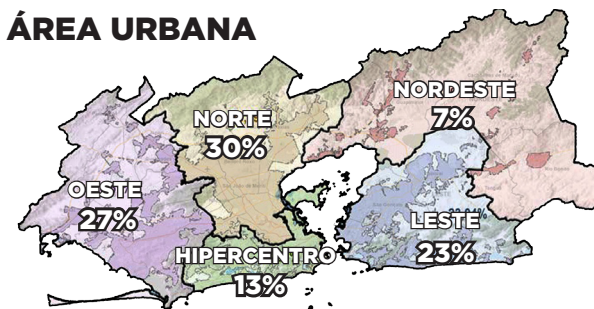 ÁREA URBANA
NORDESTE
7%
NORTE
30%
OESTE
27%
LESTE
23%
HIPERCENTRO
13%